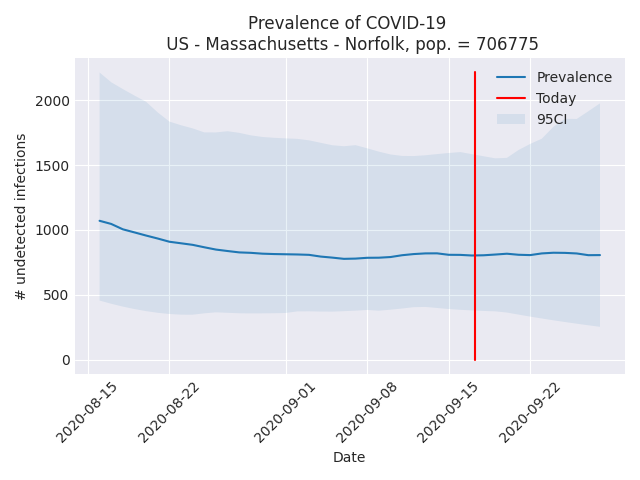 Prevalence of COVID-19
US - Massachusetts - Norfolk, pop. = 706775
Prevalence
Today
95CI
2000
1500
1000
500
0
# undetected infections
2020-08-15
2020-08-22
2020-09-01
2020-09-08
2020-09-15
2020-09-22
Date